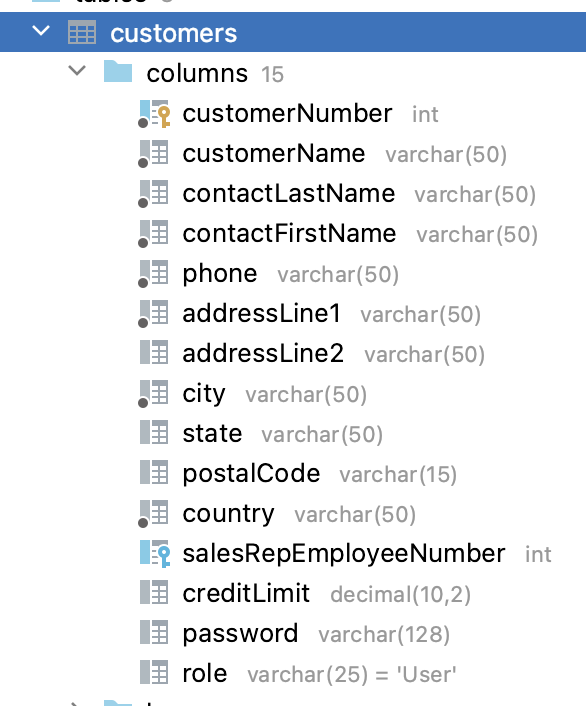 customers
columns 15
customerNumber int
customerName varchar(50)
contactLastName varchar(50)
contactFirstName varchar(50)
phone varchar(50)
addressLine1 varchar(50)
addressLine2 varchar(50)
city varchar(50)
state varchar(50)
postalCode varchar(15)
country varchar(50)
salesRepEmployeeNumber int
creditLimit decimal(10,2)
password varchar(128)
role varchar(25) = 'User'